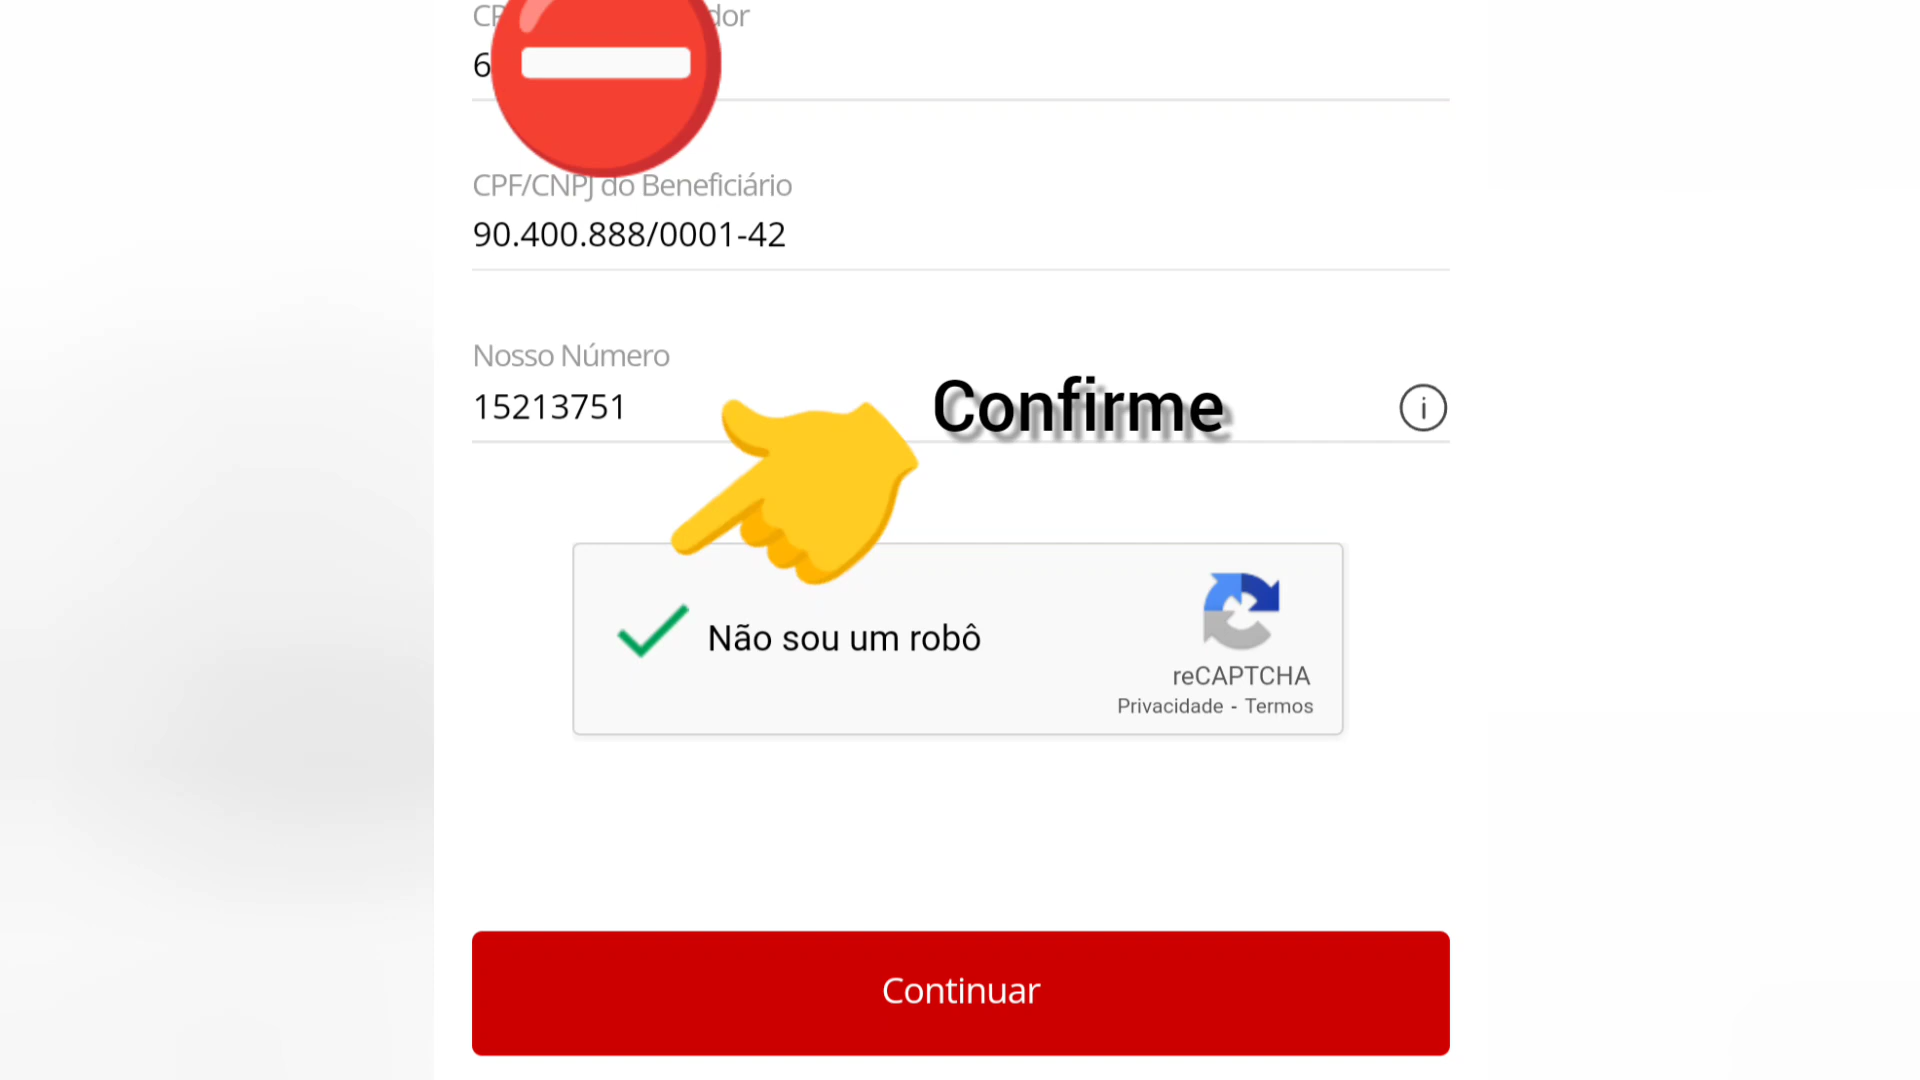 CP dor
6
CPF/CNPJ do Beneficiário
90.400.888/0001-42
Nosso Número
15213751
Confirme
Não sou um robô
reCAPTCHA
Privacidade - Termos
Continuar